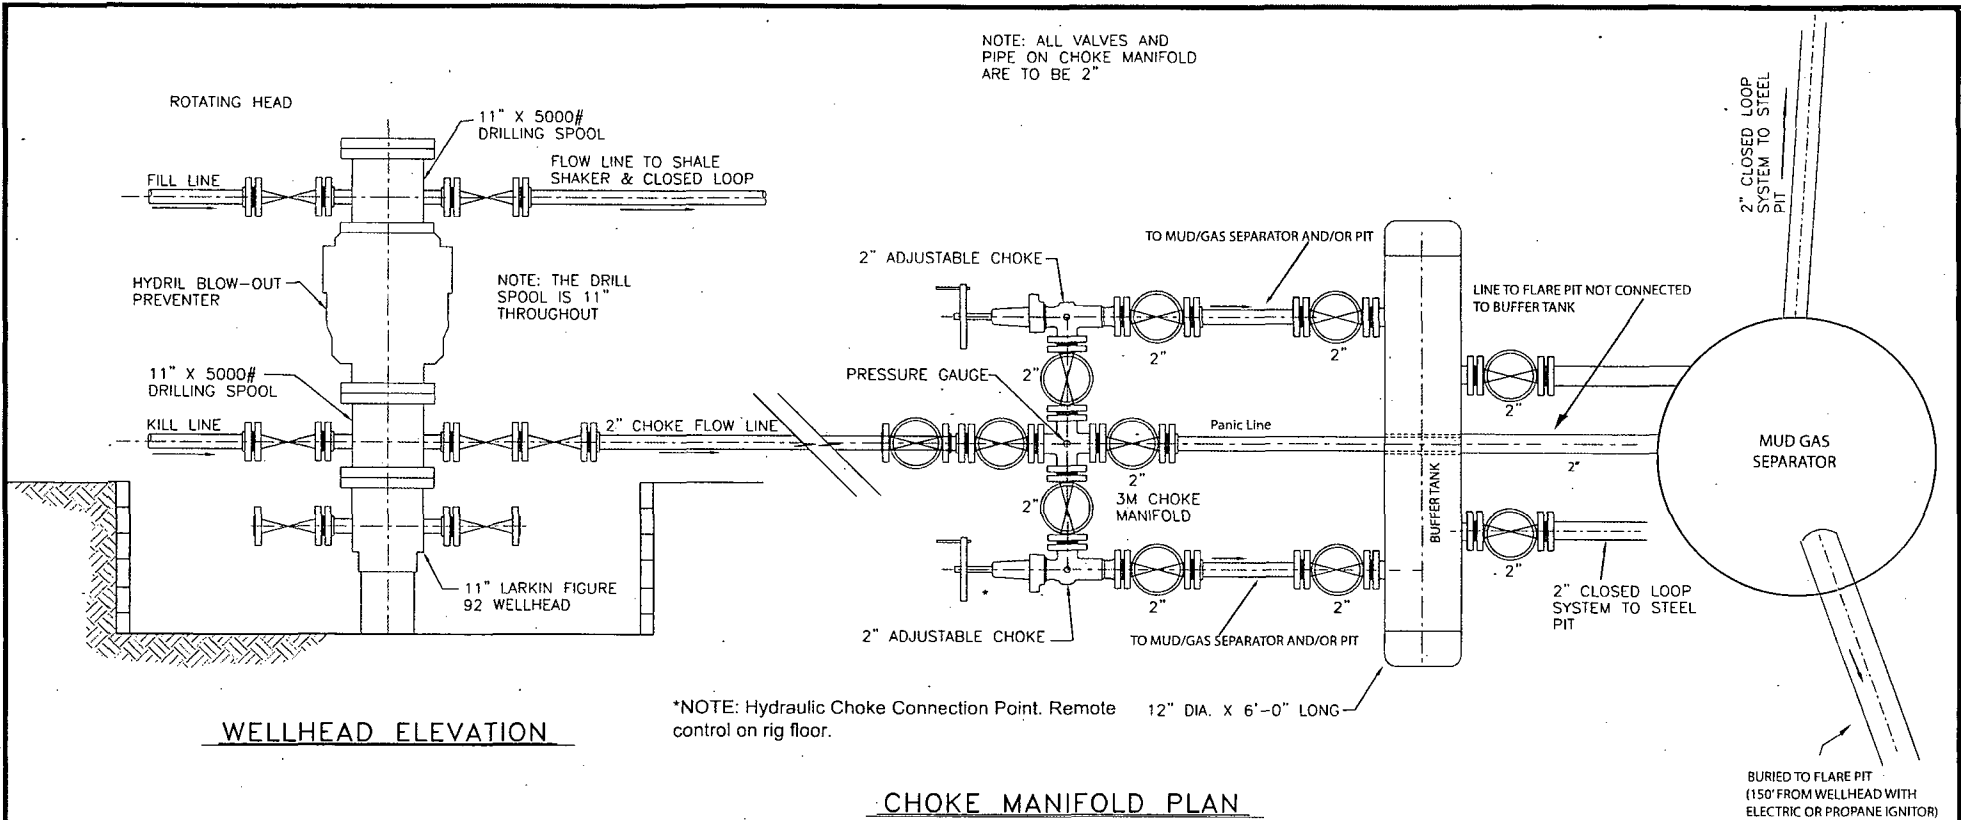 NOTE: ALL VALVES AND
PIPE ON CHOKE MANIFOLD
ARE TO BE 2"
ROTATING HEAD
11" X 5000#
DRILLING SPOOL
FLOW LINE TO SHALE
SHAKER & CLOSED LOOP
FILL LINE
HYDRIL BLOW-OUT
PREVENTER
NOTE: THE DRILL
SPOOL IS 11"
THROUGHOUT
11" X 5000#
DRILLING SPOOL
KILL LINE
2" CHOKE FLOW LINE
11" LARKIN FIGURE
92 WELLHEAD
WELLHEAD ELEVATION
2" ADJUSTABLE CHOKE
TO MUD/GAS SEPARATOR AND/OR PIT
2"
2"
2"
PRESSURE GAUGE
Panic Line
2"
3M CHOKE
MANIFOLD
2"
2"
2"
*
2" ADJUSTABLE CHOKE
TO MUD/GAS SEPARATOR AND/OR PIT
BUFFER TANK
12" DIA. X 6'-0" LONG
*NOTE: Hydraulic Choke Connection Point. Remote
control on rig floor.
CHOKE MANIFOLD PLAN
LINE TO FLARE PIT NOT CONNECTED
TO BUFFER TANK
2"
2"
2"
2" CLOSED LOOP
SYSTEM TO STEEL
PIT
2" CLOSED LOOP
SYSTEM TO STEEL
PIT
MUD GAS
SEPARATOR
BURIED TO FLARE PIT
(150' FROM WELLHEAD WITH
ELECTRIC OR PROPANE IGNITOR)